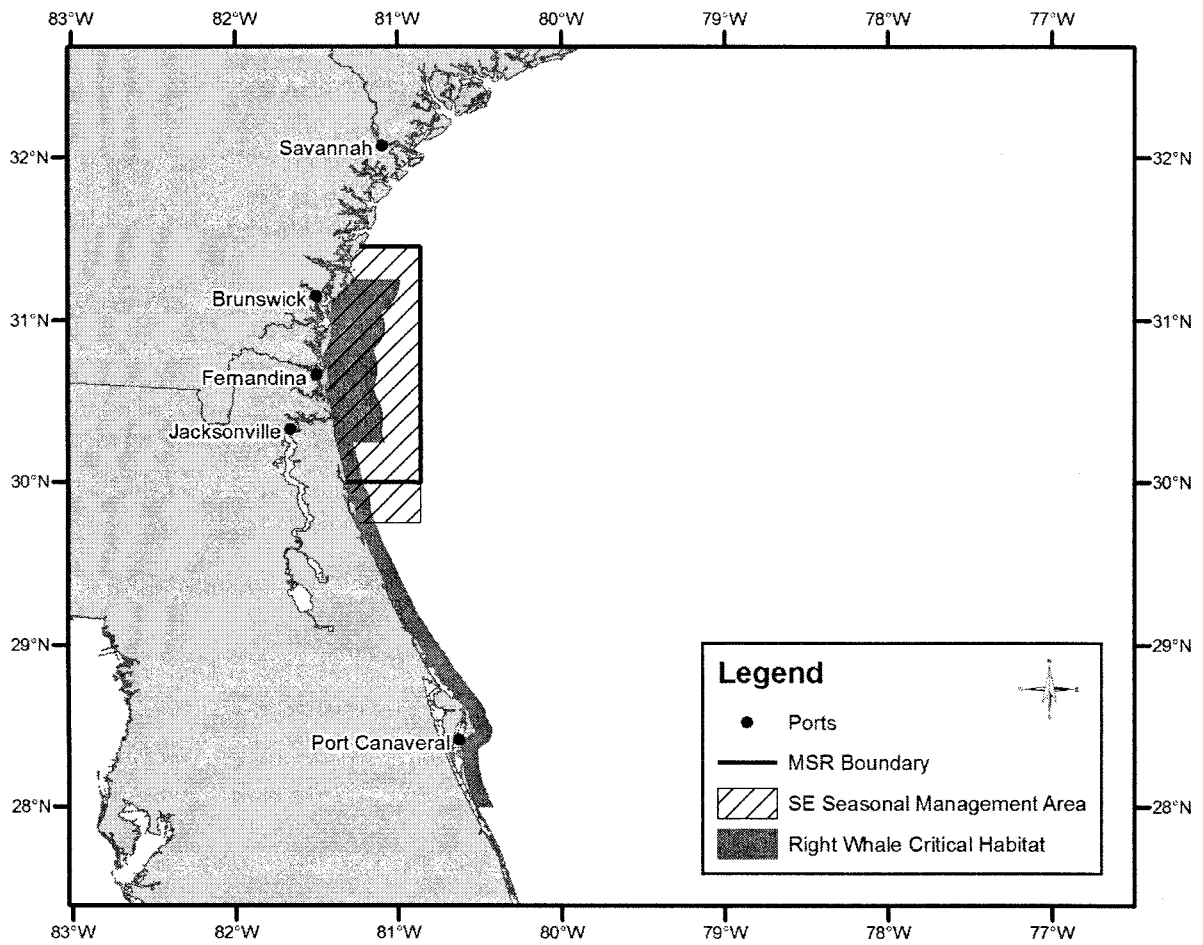 83°W 82°W 81°W 80°W 79°W 78°W 77°W
32°N Savannah 32°N
Brunswick
31°N 31°N
Fernandina
Jacksonville
30°N 30°N
29°N 29°N
Legend
Ports
Port Canaveral
MSR Boundary
28°N SE Seasonal Management Area 28°N
Right Whale Critical Habitat
83°W 82°W 81°W 80°W 79°W 78°W 77°W